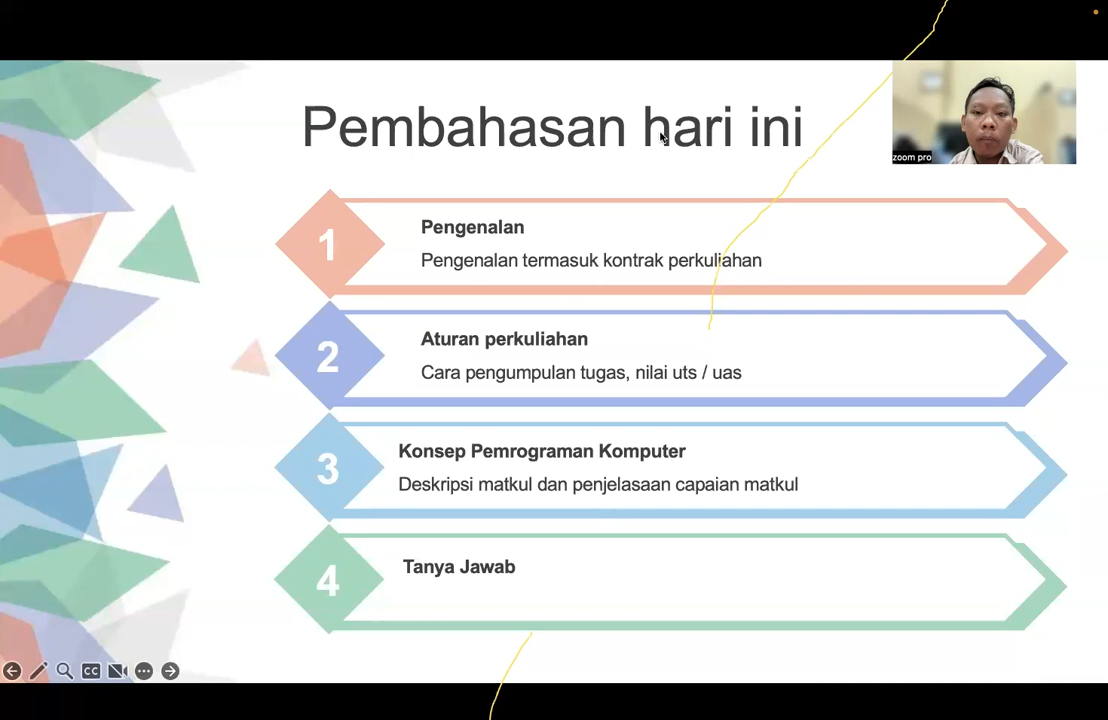 Pembahasan hari ini
zoom pro
1
Pengenalan
Pengenalan termasuk kontrak perkuliahan
2
Aturan perkuliahan
Cara pengumpulan tugas, nilai uts / uas
3
Konsep Pemrograman Komputer
Deskripsi matkul dan penjelasaan capaian matkul
4
Tanya Jawab
CC